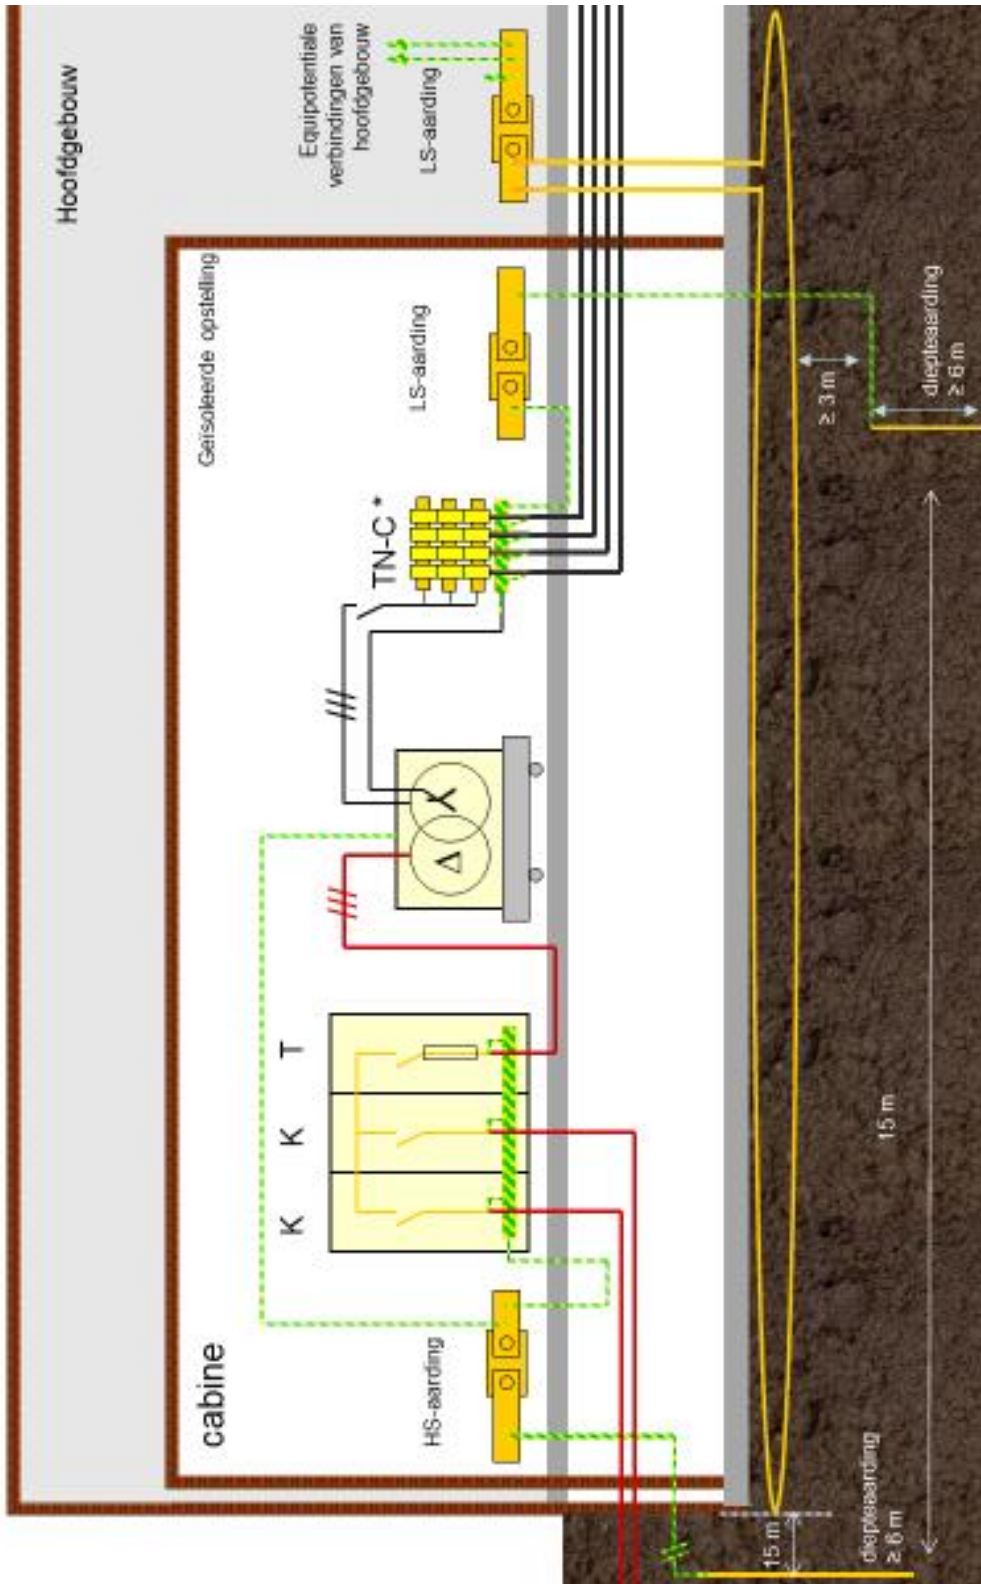 Hoofdgebouw
cabine
Geïsoleerde opstelling
HS-aarding
K
K
T
TN-C *
LS-aarding
Equipotentiale
verbindingen van
hoofdgebouw
LS-aarding
15 m
diepteaarding
≥ 6 m
15 m
≥ 3 m
diepteaarding
≥ 6 m